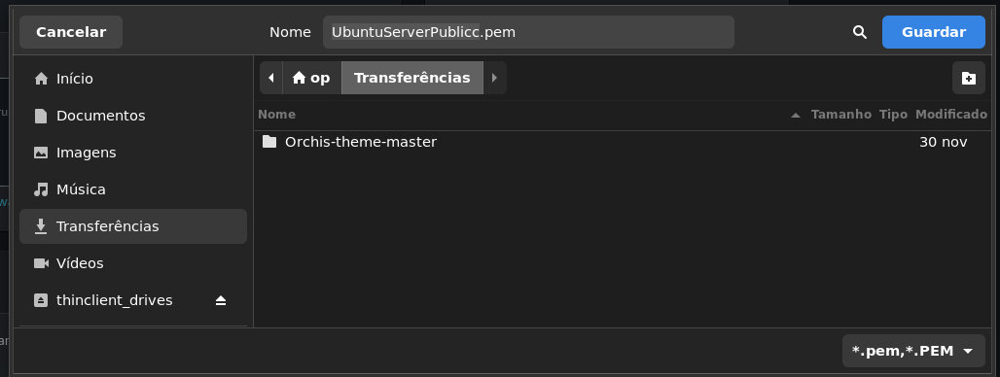 Cancelar Nome UbuntuServerPublicc.pem Guardar
Início
Documentos
Imagens
Música
Transferências
Vídeos
thinclient_drives
op Transferências
Nome Tamanho Tipo Modificado
Orchis-theme-master 30 nov
*.pem,*.PEM